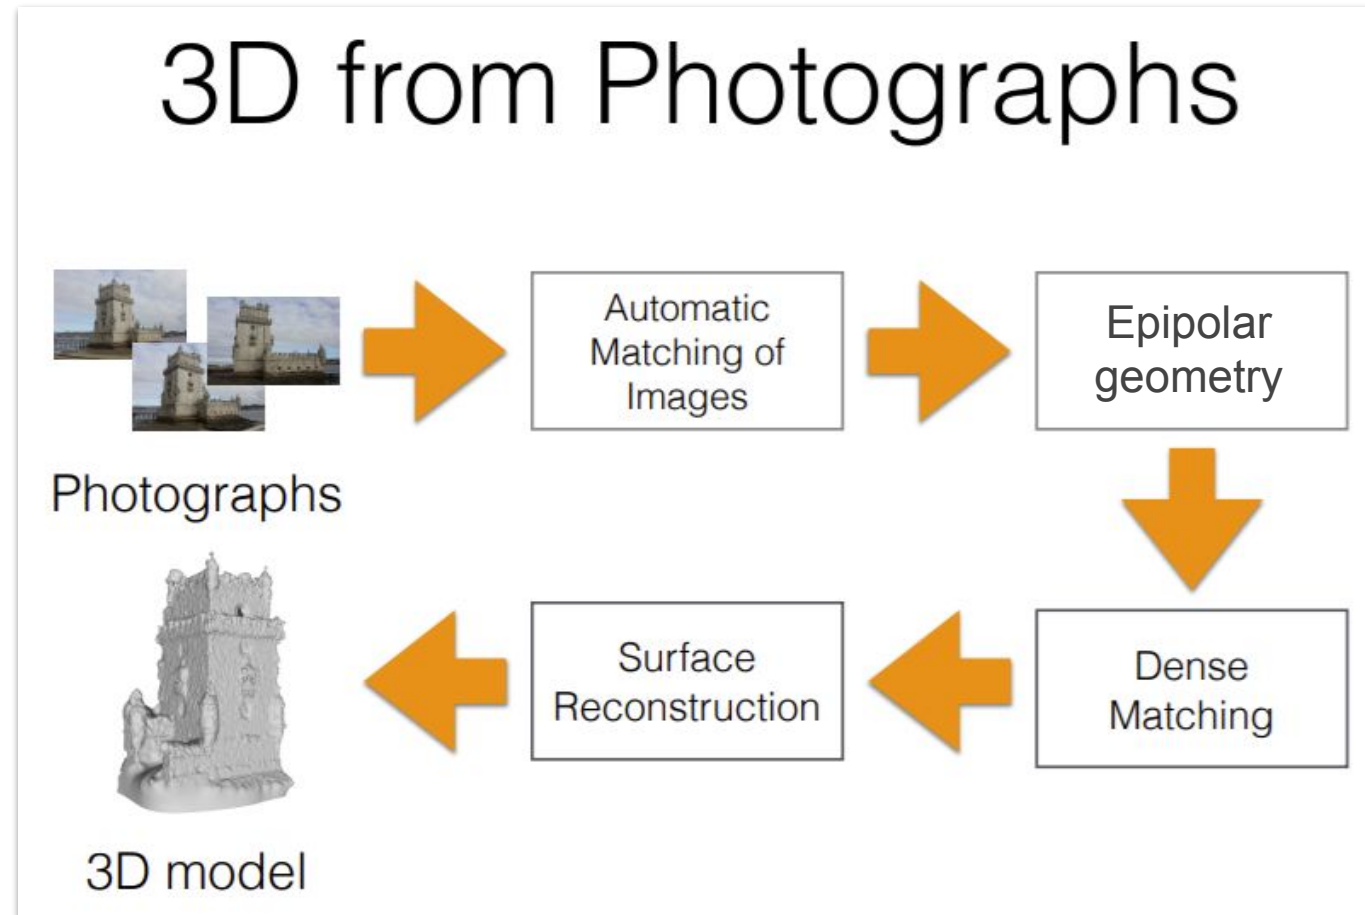 3D from Photographs
Photographs
Automatic
Matching of
Images
Epipolar
geometry
Dense
Matching
Surface
Reconstruction
3D model